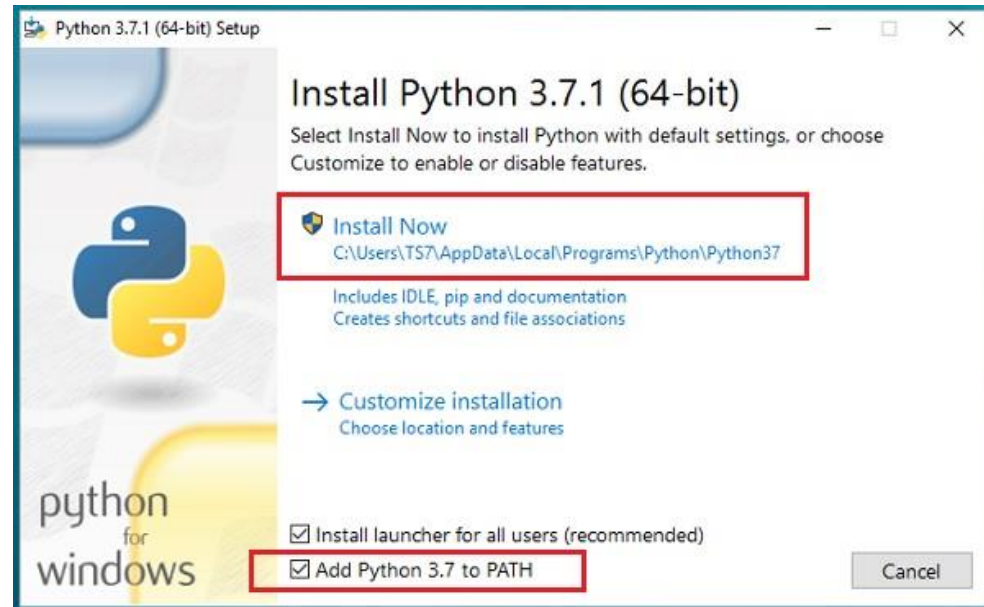 Python 3.7.1 (64-bit) Setup
Install Python 3.7.1 (64-bit)
Select Install Now to install Python with default settings, or choose
Customize to enable or disable features.
Install Now
C:\Users\TS7\AppData\Local\Programs\Python\Python37
Includes IDLE, pip and documentation
Creates shortcuts and file associations
Customize installation
Choose location and features
python
for
windows
Install launcher for all users (recommended)
Add Python 3.7 to PATH
Cancel